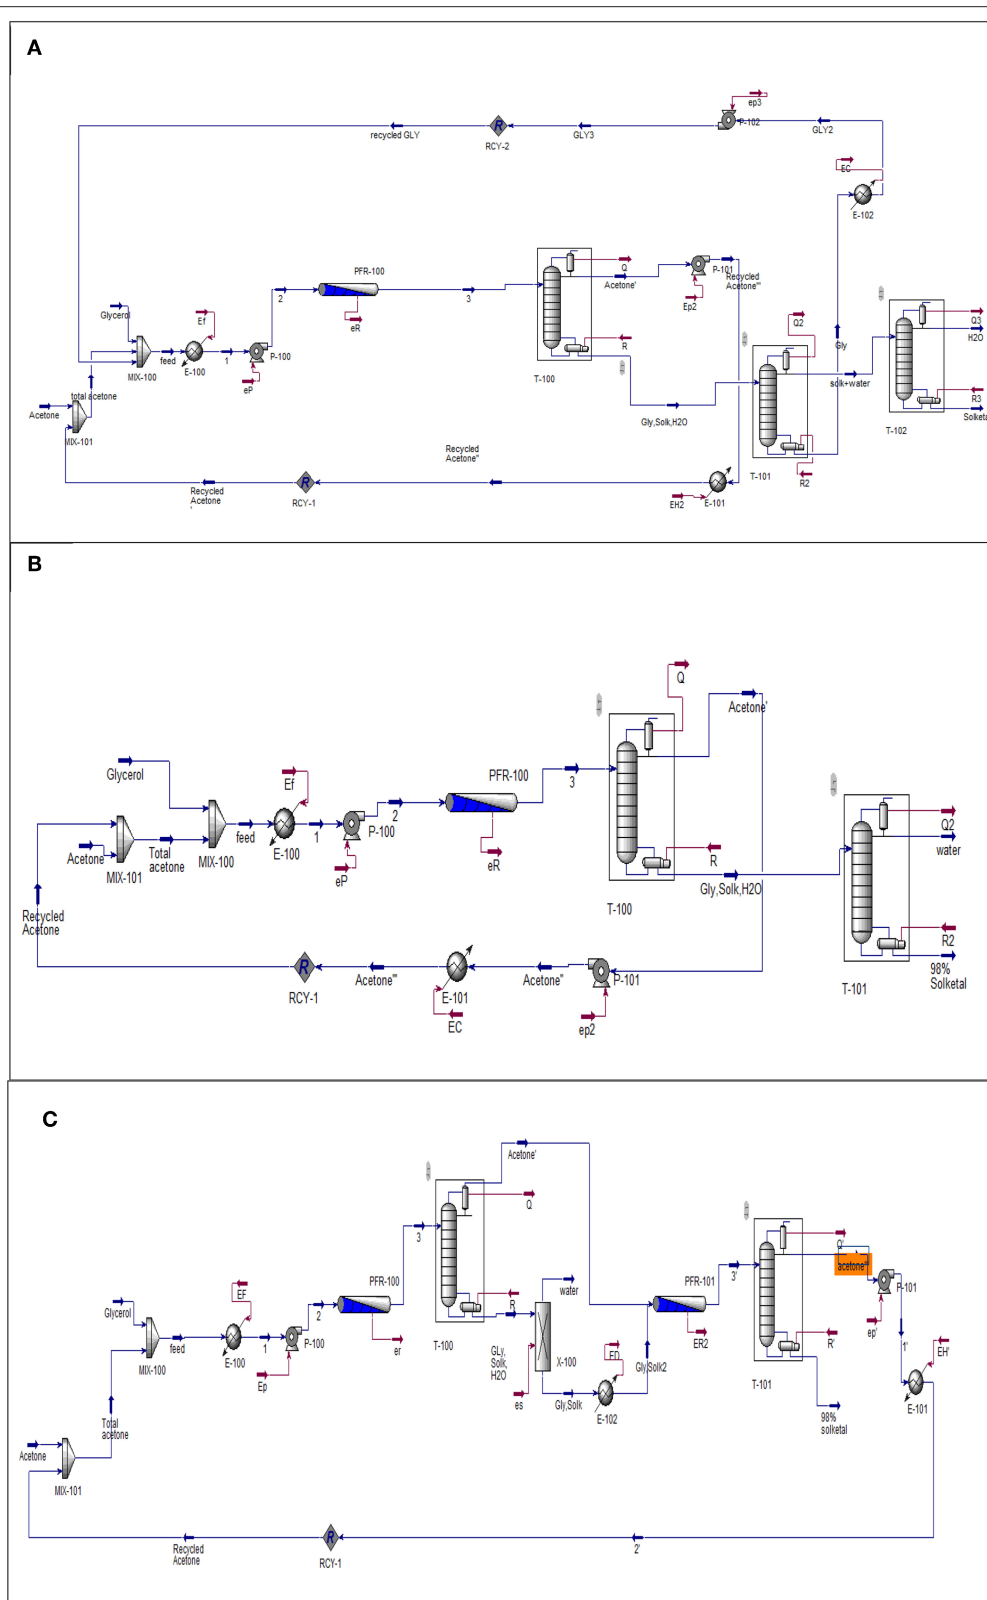 A
ep3
P-102
recycled GLY
RCY-2
GLY3
GLY2
EC
E-102
PFR-100
Q
Acetone'
P-101
Recycled
Acetone'''
Q2
Q3
H2O
Glycerol
Ef
2
eR
3
Ep2
R
Gly
MIX-100
feed
E-100
1
P-100
eP
T-100
solk+water
R3
Acetone
total acetone
MIX-101
Gly,Solk,H2O
Solketal
T-102
Recycled
Acetone''
T-101
R2
Recycled
Acetone
'
RCY-1
EH2
E-101
B
Q
Acetone'
Glycerol
Ef
PFR-100
3
2
P-100
Q2
water
Acetone
Total
acetone
MIX-101
MIX-100
feed
E-100
1
eP
eR
R
Gly,Solk,H2O
T-100
Recycled
Acetone
R2
98%
Solketal
T-101
RCY-1
Acetone'''
E-101
EC
Acetone''
P-101
ep2
C
Acetone'
Q
3
Q'
acetone'''
EF
PFR-100
R
water
PFR-101
3'
P-101
Glycerol
2
MIX-100
feed
E-100
1
P-100
Ep
er
T-100
GLy,
Solk,
H2O
X-100
ED
Gly,Solk2
ER2
R'
ep'
1'
EH'
T-101
es
Gly,Solk
E-102
98%
solketal
E-101
Total
acetone
Acetone
MIX-101
Recycled
Acetone
RCY-1
2'